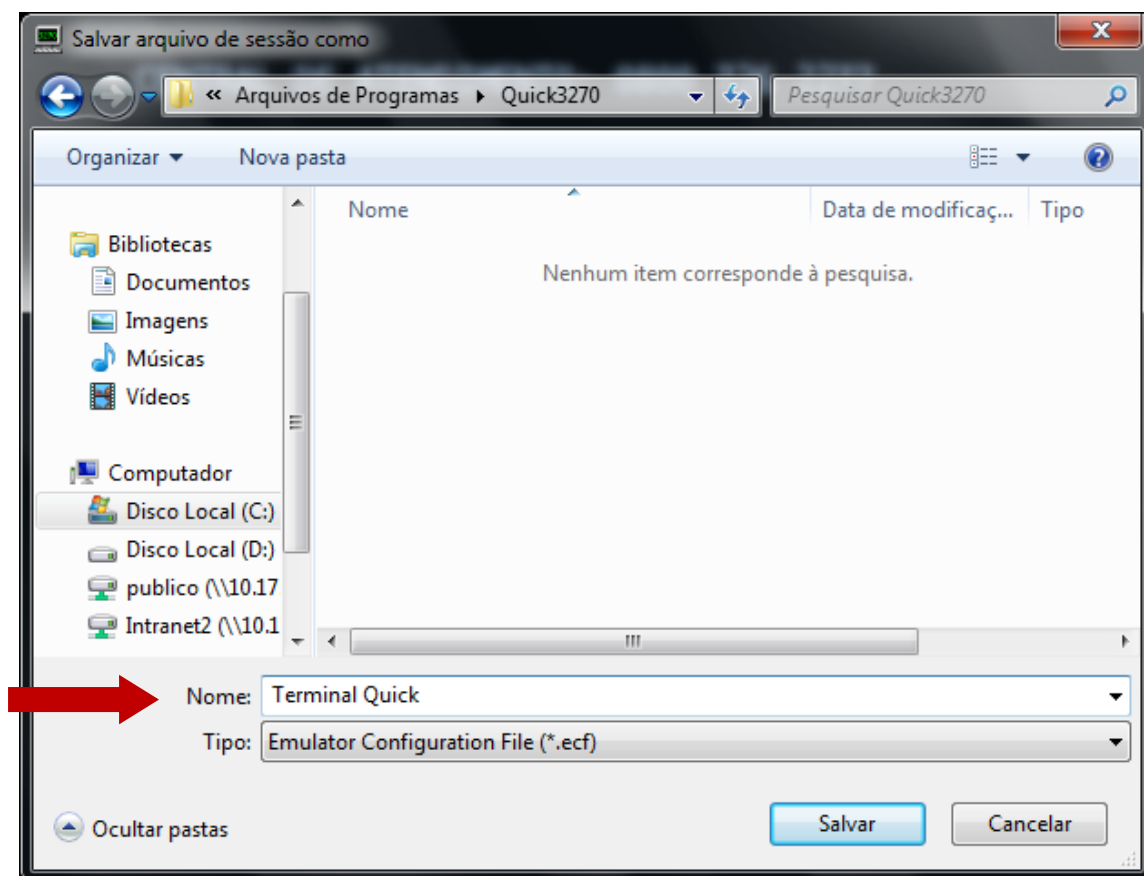 Salvar arquivo de sessão como
« Arquivos de Programas Quick3270
Pesquisar Quick3270
Organizar Nova pasta
Nome Data de modificaç... Tipo
Nenhum item corresponde à pesquisa.
Bibliotecas
Documentos
Imagens
Músicas
Vídeos
Computador
Disco Local (C:)
Disco Local (D:)
publico (\\10.17
Intranet2 (\\10.1
Nome: Terminal Quick
Tipo: Emulator Configuration File (*.ecf)
Ocultar pastas
Salvar Cancelar